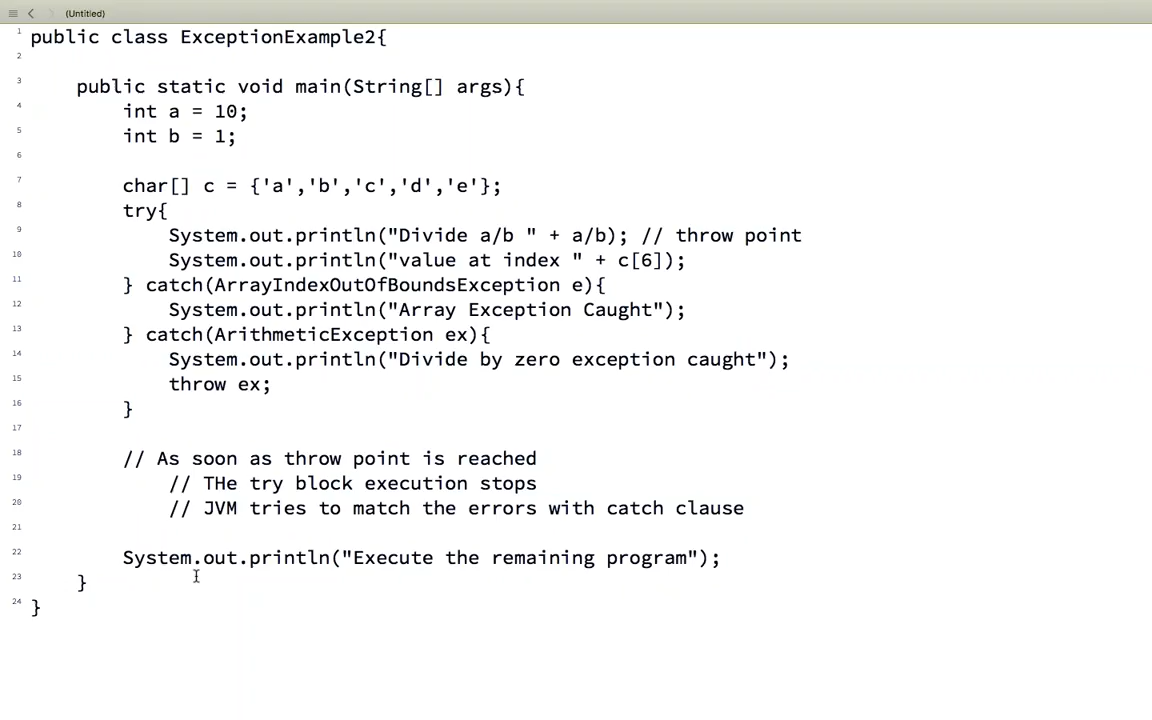 (Untitled)
1 public class ExceptionExample2{
2
3 public static void main(String[] args){
4 int a = 10;
5 int b = 1;
6
7 char[] c = {'a','b','c','d','e'};
8 try{
9 System.out.println("Divide a/b " + a/b); // throw point
10 System.out.println("value at index " + c[6]);
11 } catch(ArrayIndexOutOfBoundsException e){
12 System.out.println("Array Exception Caught");
13 } catch(ArithmeticException ex){
14 System.out.println("Divide by zero exception caught");
15 throw ex;
16 }
17
18 // As soon as throw point is reached
19 // THe try block execution stops
20 // JVM tries to match the errors with catch clause
21
22 System.out.println("Execute the remaining program");
23 }
24 }